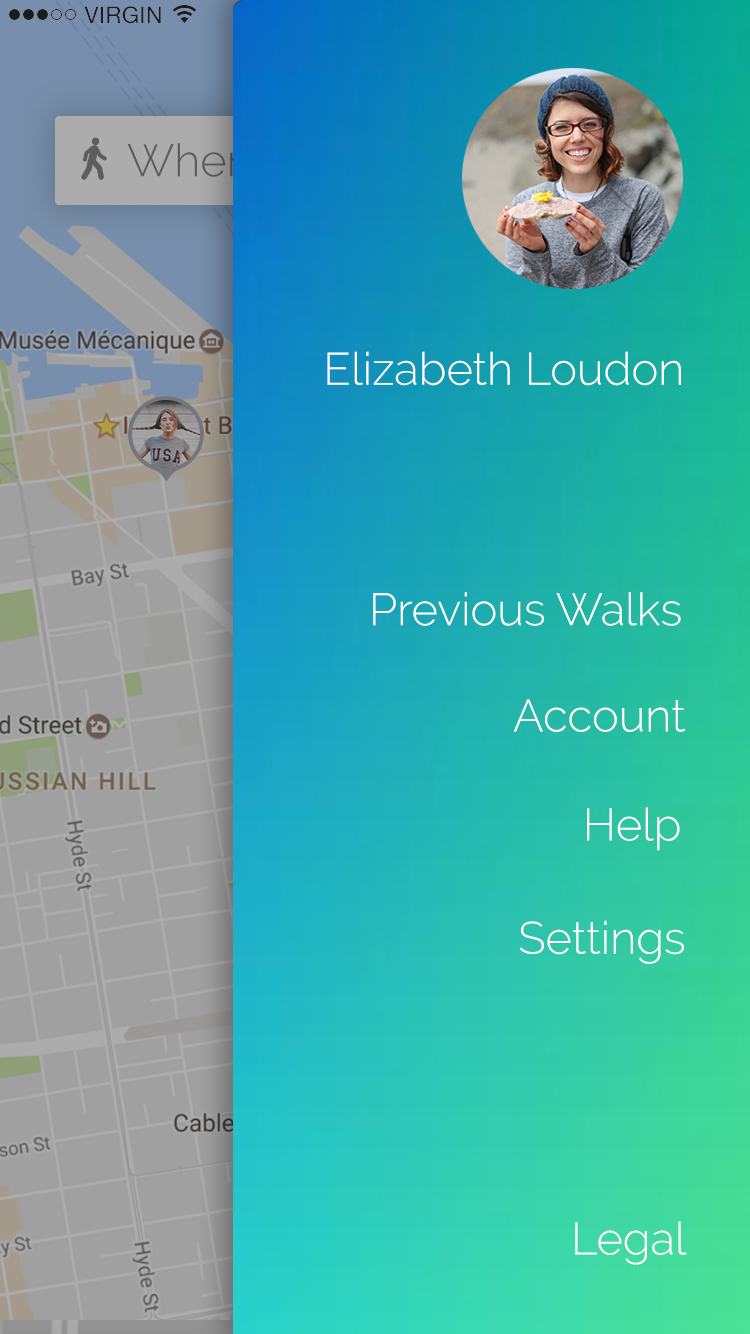 VIRGIN
Wher
Musée Mécanique
t B
USA
Elizabeth Loudon
Bay St
Previous Walks
d Street
Account
USSIAN HILL
Hyde St
Help
Settings
Cable
son St
y St
Hyde St
Legal